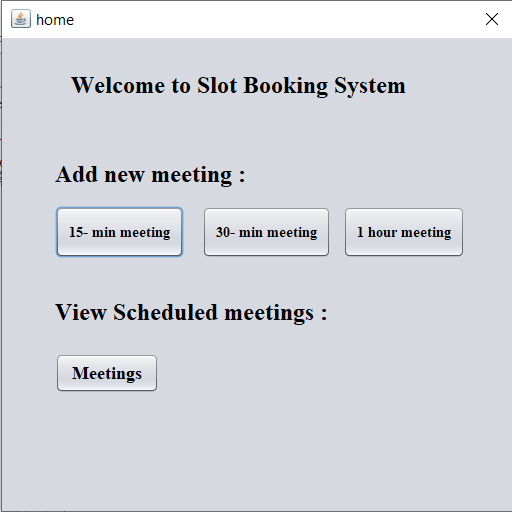 home
Welcome to Slot Booking System
Add new meeting :
15- min meeting 30- min meeting 1 hour meeting
View Scheduled meetings :
Meetings